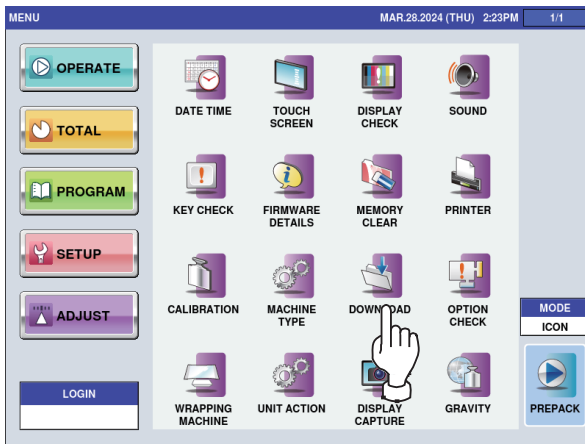 MENU
MAR.28.2024 (THU) 2:23PM
1/1
OPERATE
TOTAL
PROGRAM
SETUP
ADJUST
LOGIN
DATE TIME
TOUCH
SCREEN
DISPLAY
CHECK
SOUND
KEY CHECK
FIRMWARE
DETAILS
MEMORY
CLEAR
PRINTER
CALIBRATION
MACHINE
TYPE
DOWNLOAD
OPTION
CHECK
WRAPPING
MACHINE
UNIT ACTION
DISPLAY
CAPTURE
GRAVITY
MODE
ICON
PREPACK